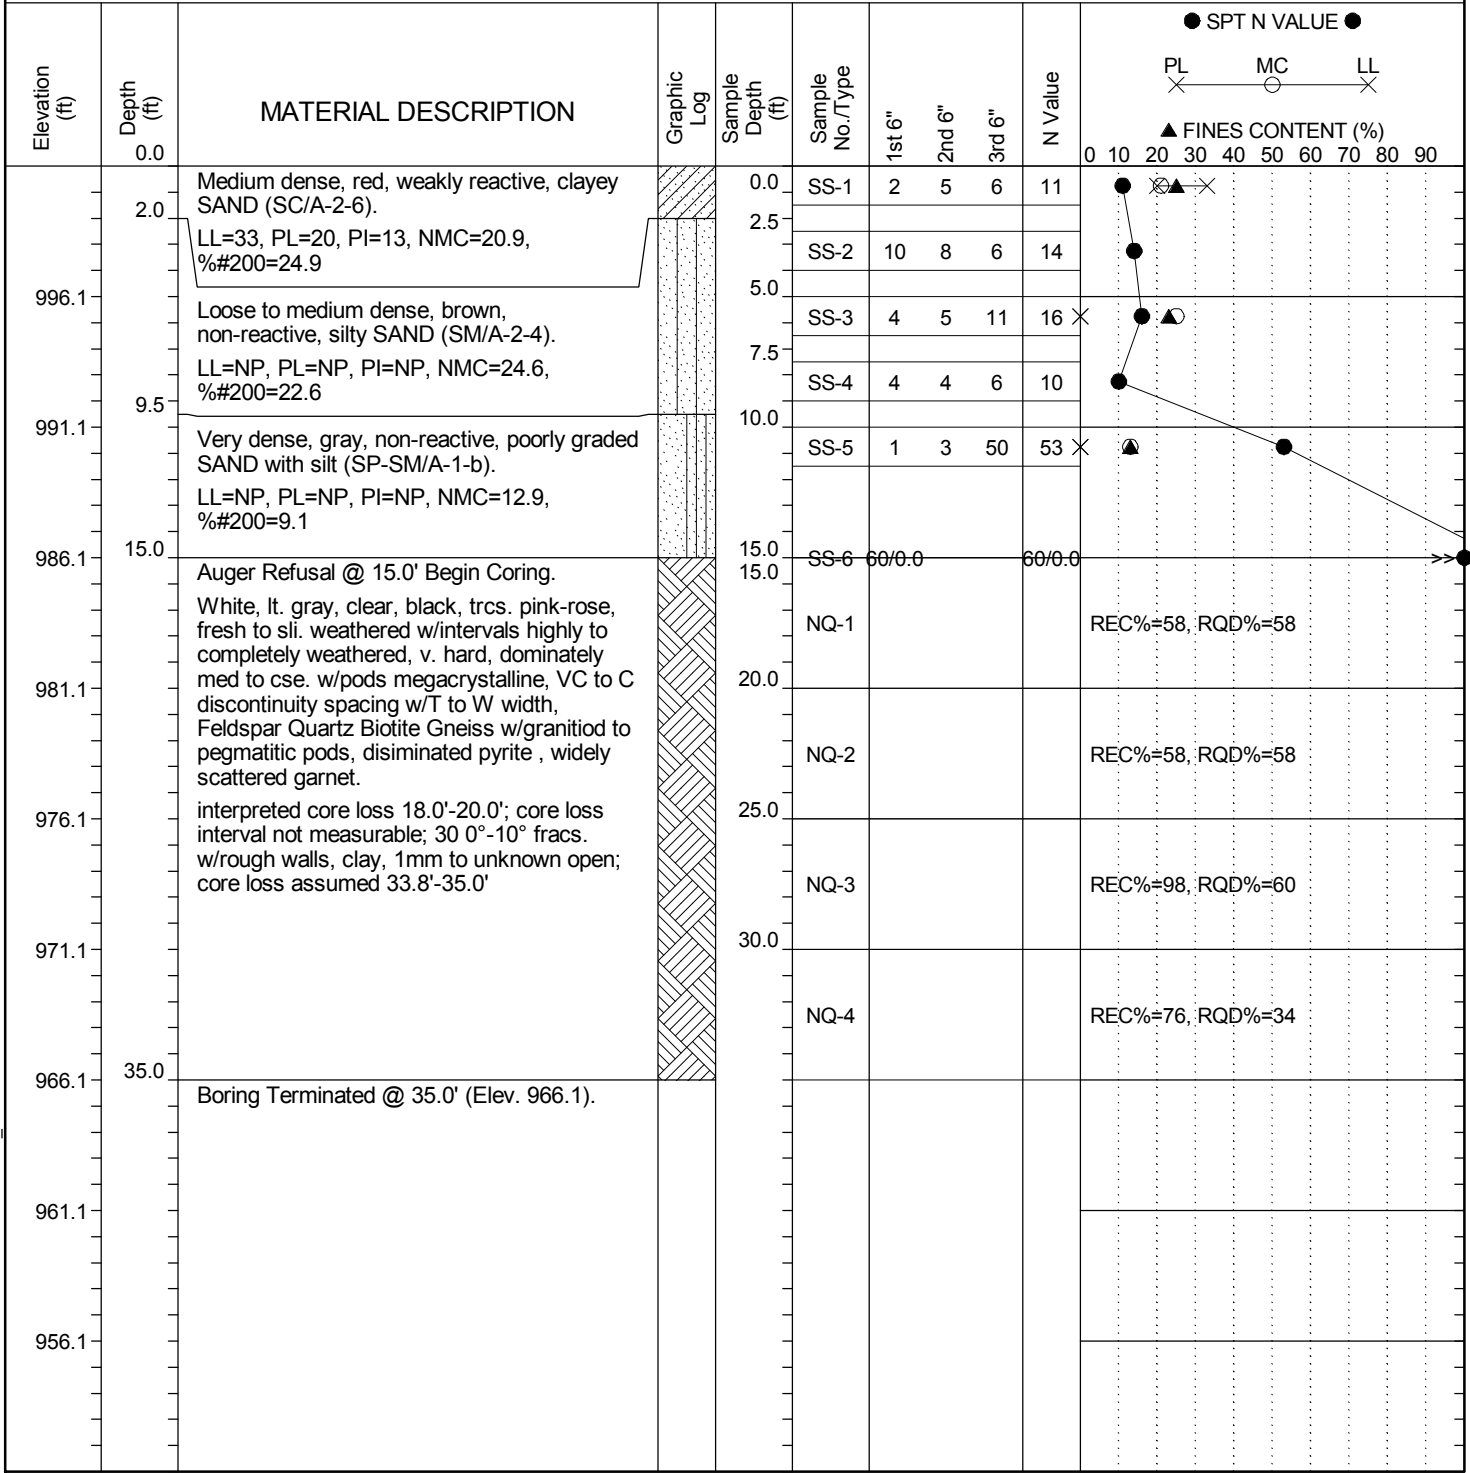 ● SPT N VALUE ●
PL MC LL
▲ FINES CONTENT (%)
Elevation (ft)
Depth (ft)
0.0
MATERIAL DESCRIPTION
Graphic Log
Sample Depth (ft)
Sample No./Type
1st 6"
2nd 6"
3rd 6"
N Value
0 10 20 30 40 50 60 70 80 90
Medium dense, red, weakly reactive, clayey
SAND (SC/A-2-6).
2.0
LL=33, PL=20, PI=13, NMC=20.9,
%#200=24.9
0.0 SS-1 2 5 6 11
2.5
SS-2 10 8 6 14
996.1
5.0
Loose to medium dense, brown,
non-reactive, silty SAND (SM/A-2-4).
LL=NP, PL=NP, PI=NP, NMC=24.6,
%#200=22.6
SS-3 4 5 11 16
7.5
SS-4 4 4 6 10
9.5
991.1
10.0
Very dense, gray, non-reactive, poorly graded
SAND with silt (SP-SM/A-1-b).
LL=NP, PL=NP, PI=NP, NMC=12.9,
%#200=9.1
SS-5 1 3 50 53
986.1
15.0
15.0
SS-6 60/0.0 60/0.0 >>
15.0
Auger Refusal @ 15.0' Begin Coring.
White, lt. gray, clear, black, trcs. pink-rose,
fresh to sli. weathered w/intervals highly to
completely weathered, v. hard, dominately
med to cse. w/pods megacrystalline, VC to C
discontinuity spacing w/T to W width,
Feldspar Quartz Biotite Gneiss w/granitiod to
pegmatitic pods, disiminated pyrite , widely
scattered garnet.
interpreted core loss 18.0'-20.0'; core loss
interval not measurable; 30 0°-10° fracs.
w/rough walls, clay, 1mm to unknown open;
core loss assumed 33.8'-35.0'
NQ-1 REC%=58, RQD%=58
981.1
20.0
NQ-2 REC%=58, RQD%=58
976.1
25.0
NQ-3 REC%=98, RQD%=60
971.1
30.0
NQ-4 REC%=76, RQD%=34
966.1
35.0
Boring Terminated @ 35.0' (Elev. 966.1).
961.1
956.1